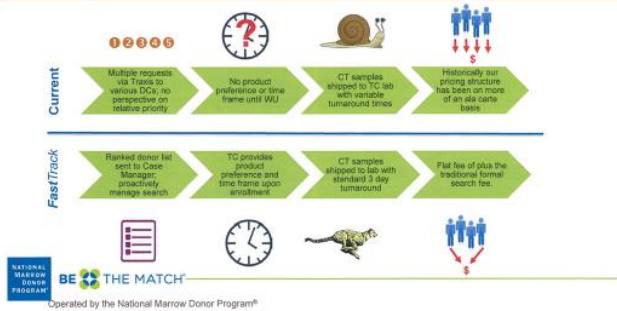 1 2 3 4 5
?
$
Current
Multiple requests
via Traxis to
various DCs; no
perspective on
relative priority
No product
preference or time
frame until WU
CT samples
shipped to TC lab
with variable
turnaround times
Historically our
pricing structure
has been on more
of an ala carte
basis
FastTrack
Ranked donor list
sent to Case
Manager;
proactively
manage search
TC provides
product
preference and
time frame upon
enrollment
CT samples
shipped to lab with
standard 3 day
turnaround
Flat fee of plus the
traditional formal
search fee.
$
NATIONAL
MARROW
DONOR
PROGRAM®
BE THE MATCH®
Operated by the National Marrow Donor Program®